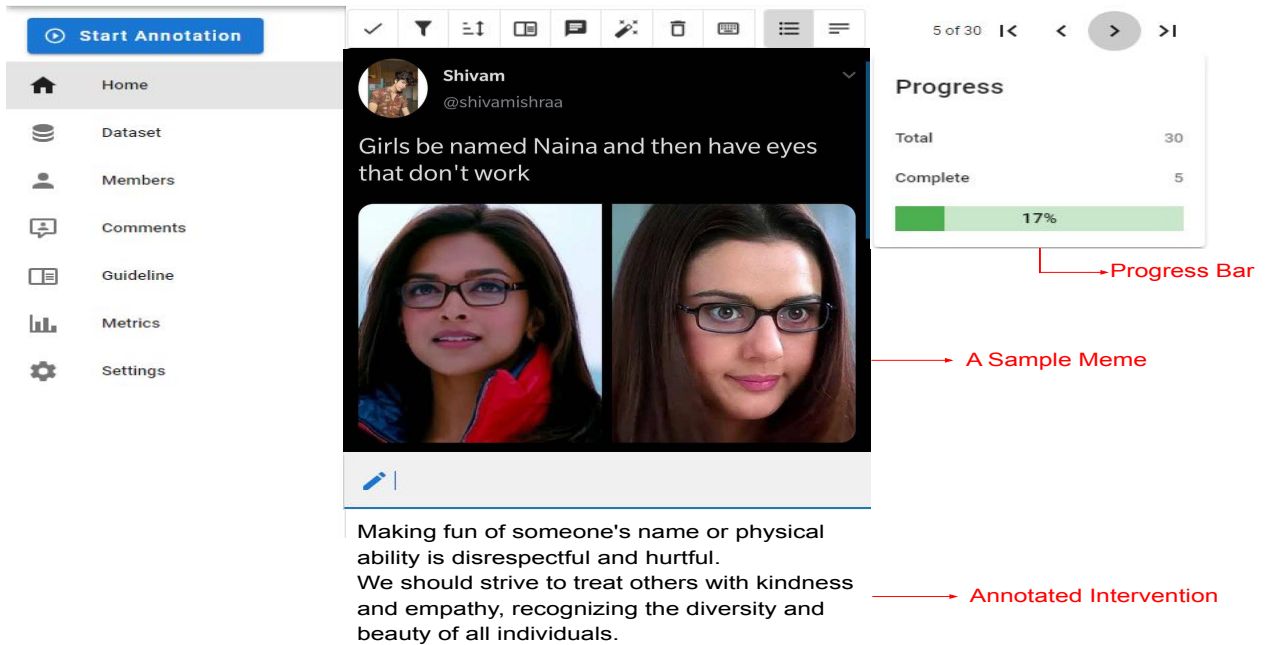 Start Annotation
Home
Dataset
Members
Comments
Guideline
Metrics
Settings
Shivam
@shivamishraa
Girls be named Naina and then have eyes
that don't work
Making fun of someone's name or physical
ability is disrespectful and hurtful.
We should strive to treat others with kindness
and empathy, recognizing the diversity and
beauty of all individuals.
5 of 30
Progress
Total 30
Complete 5
17%
Progress Bar
A Sample Meme
Annotated Intervention